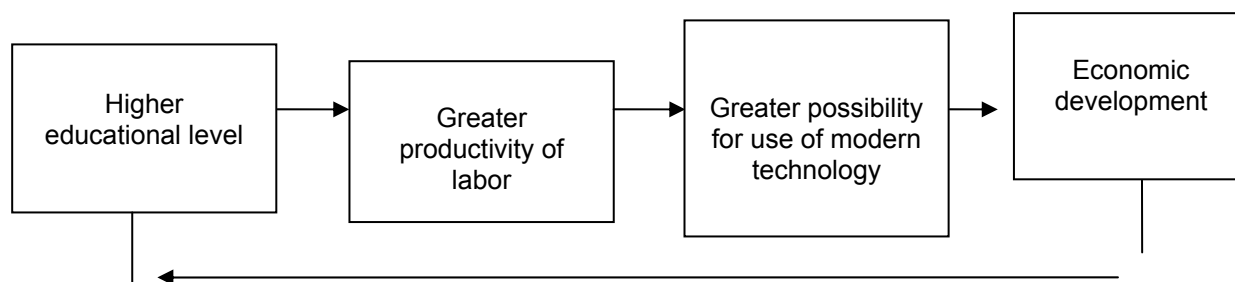 Higher
educational level
Greater
productivity of
labor
Greater possibility
for use of modern
technology
Economic
development